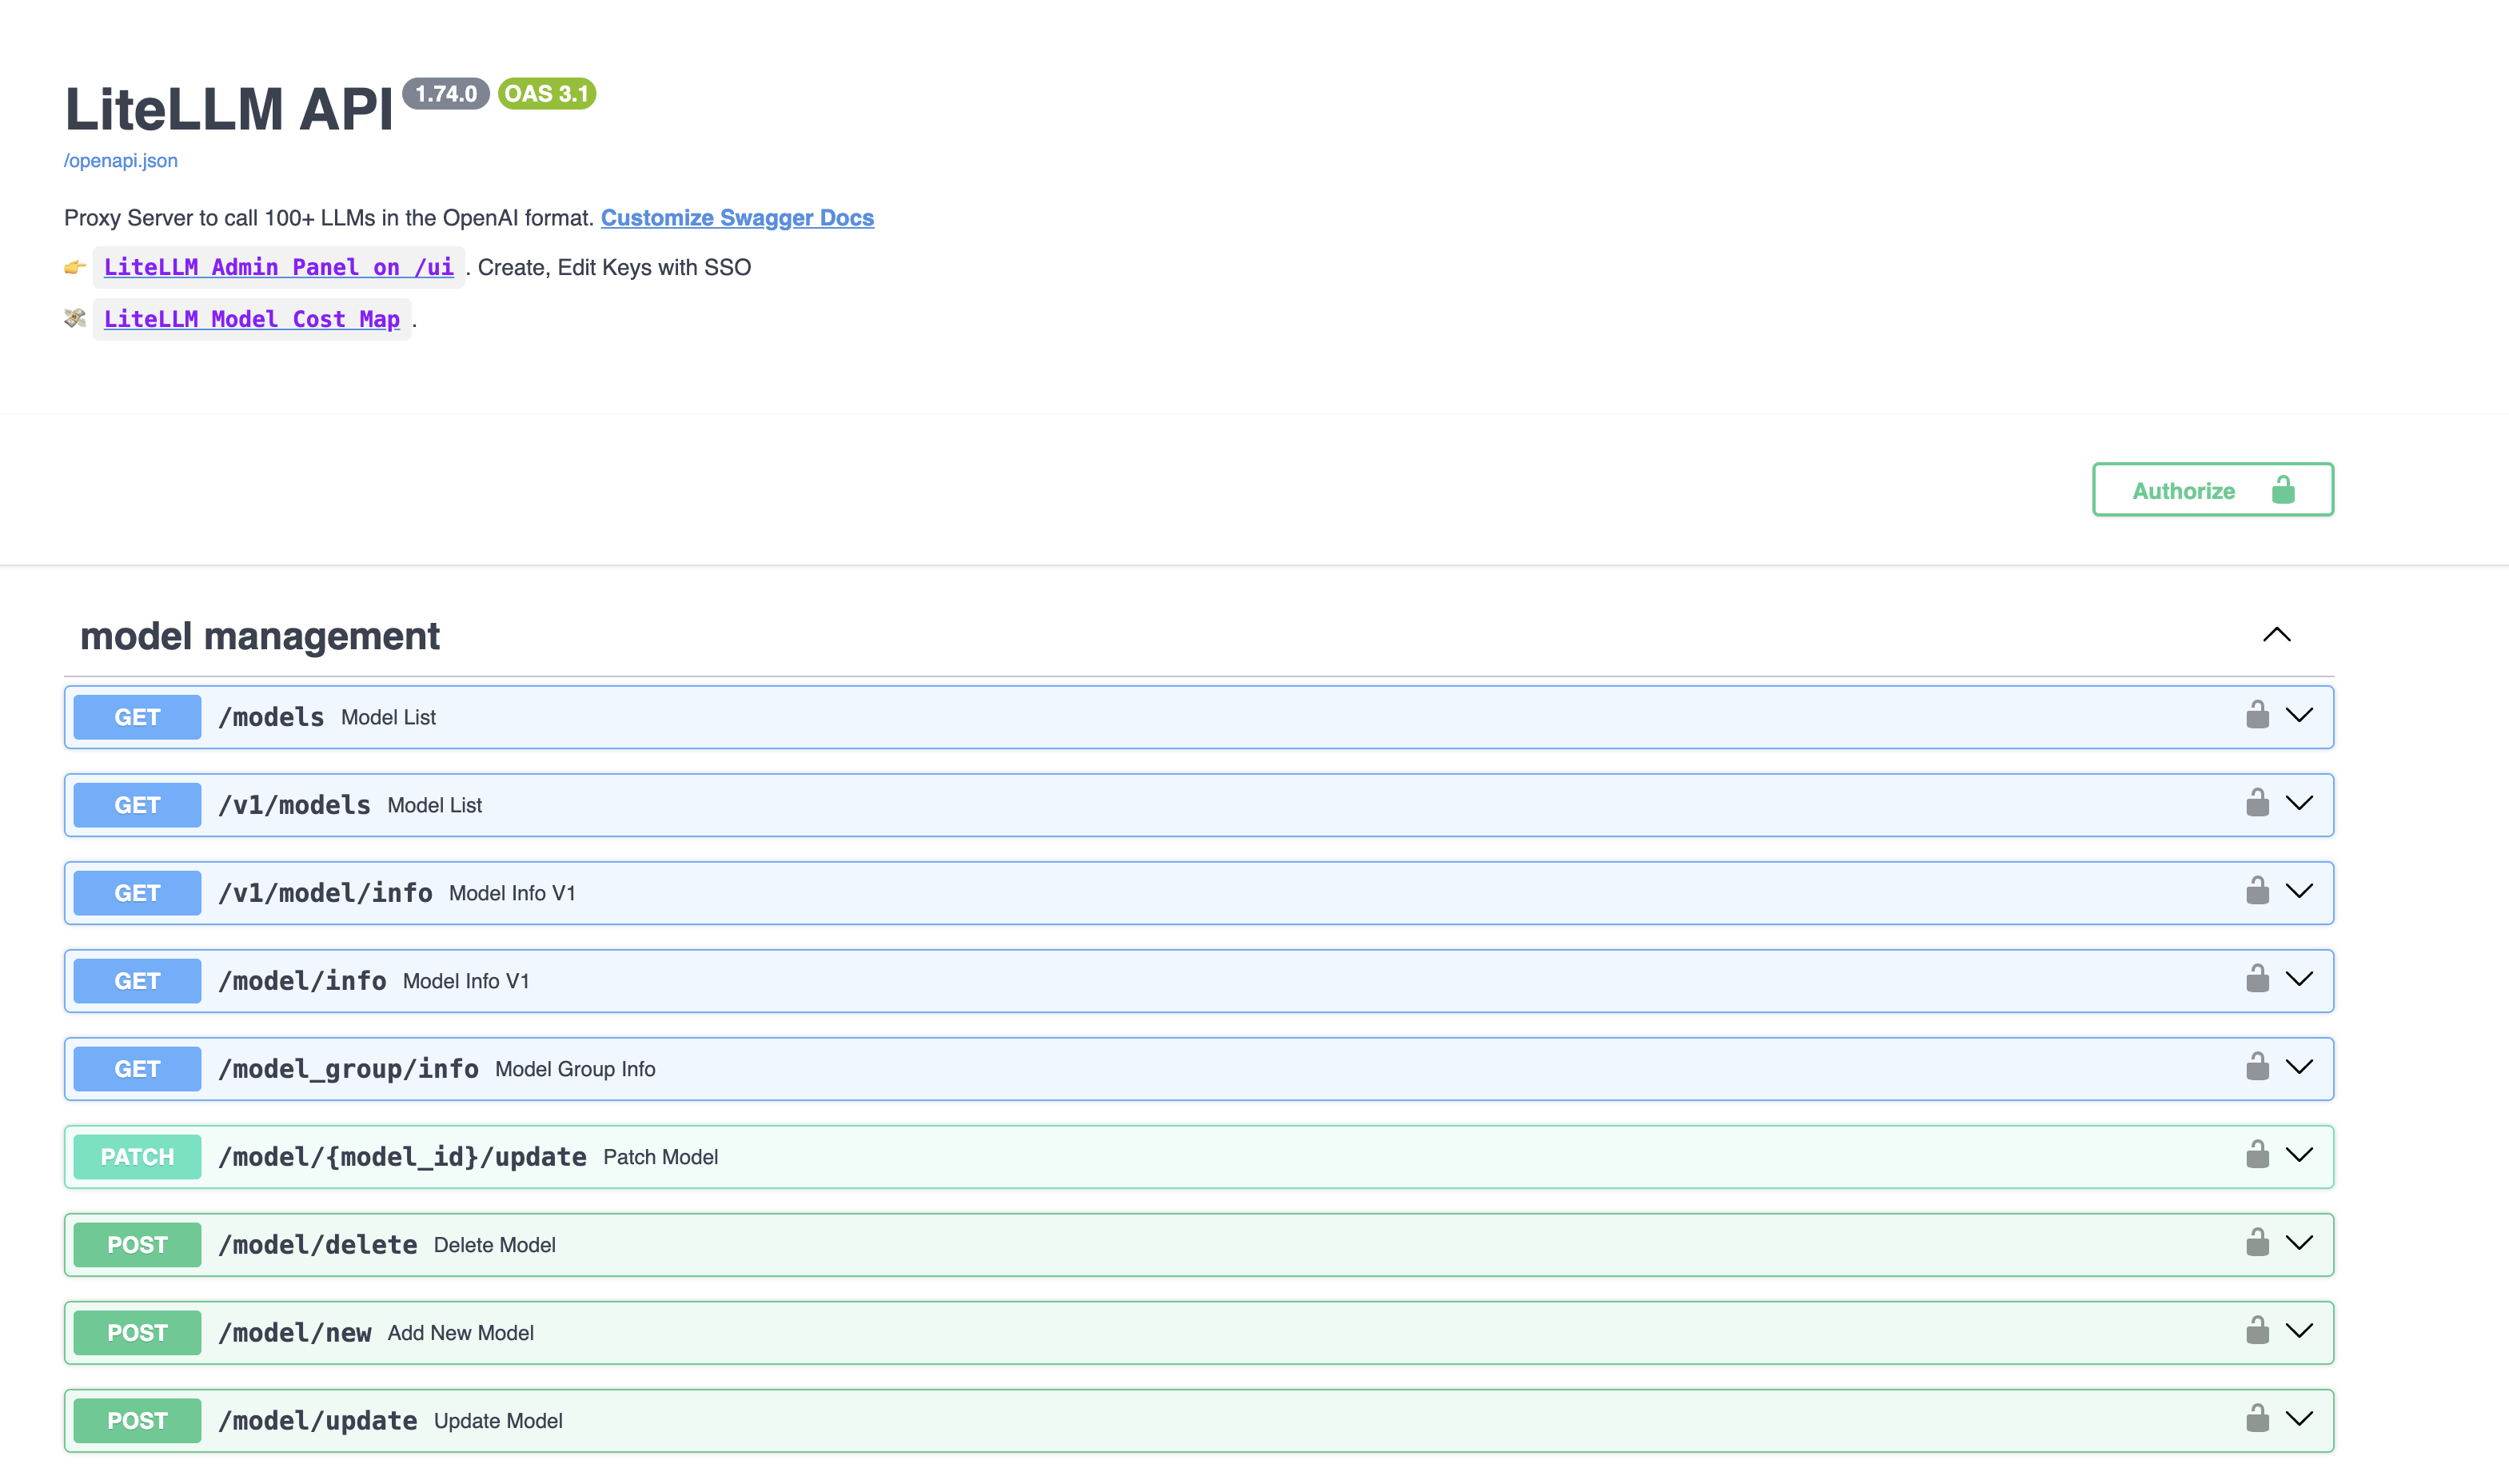 LiteLLM API 1.74.0 OAS 3.1
/openapi.json
Proxy Server to call 100+ LLMs in the OpenAI format. Customize Swagger Docs
👉 LiteLLM Admin Panel on /ui. Create, Edit Keys with SSO
💸 LiteLLM Model Cost Map.
Authorize
model management
GET /models Model List
GET /v1/models Model List
GET /v1/model/info Model Info V1
GET /model/info Model Info V1
GET /model_group/info Model Group Info
PATCH /model/{model_id}/update Patch Model
POST /model/delete Delete Model
POST /model/new Add New Model
POST /model/update Update Model